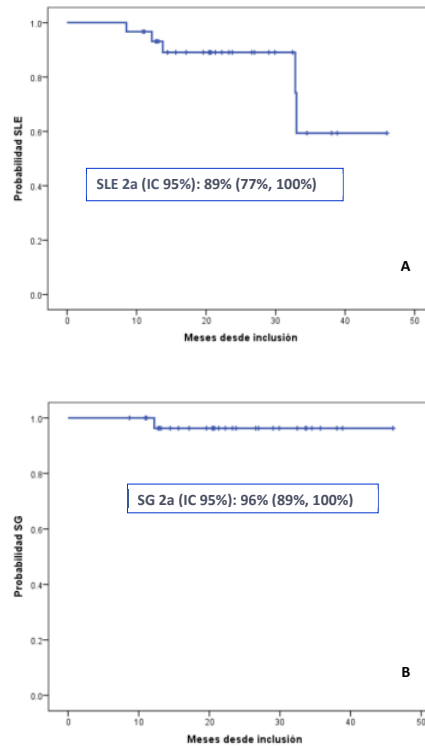 1.0
0.8
0.6
0.4
0.2
0.0
Probabilidad SLE
SLE 2a (IC 95%): 89% (77%, 100%)
A
0 10 20 30 40 50
Meses desde inclusión
1.0
0.8
0.6
0.4
0.2
0.0
Probabilidad SG
SG 2a (IC 95%): 96% (89%, 100%)
B
0 10 20 30 40 50
Meses desde inclusión